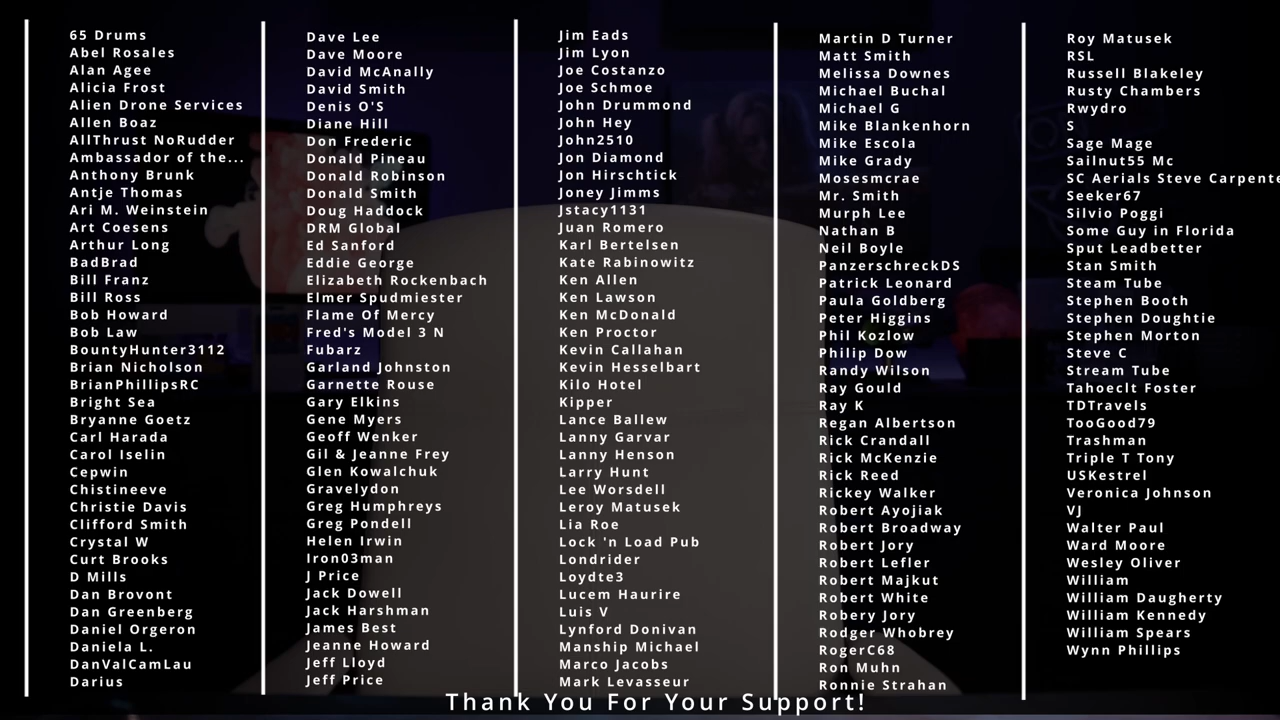 65 Drums
Abel Rosales
Alan Agee
Alicia Frost
Alien Drone Services
Allen Boaz
AllThrust NoRudder
Ambassador of the...
Anthony Brunk
Antje Thomas
Ari M. Weinstein
Art Coesens
Arthur Long
BadBrad
Bill Franz
Bill Ross
Bob Howard
Bob Law
BountyHunter3112
Brian Nicholson
BrianPhillipsRC
Bright Sea
Bryanne Goetz
Carl Harada
Carol Iselin
Cepwin
Chistineeve
Christie Davis
Clifford Smith
Crystal W
Curt Brooks
D Mills
Dan Brovont
Dan Greenberg
Daniel Orgeron
Daniela L.
DanValCamLau
Darius
Dave Lee
Dave Moore
David McAnally
David Smith
Denis O'S
Diane Hill
Don Frederic
Donald Pineau
Donald Robinson
Donald Smith
Doug Haddock
DRM Global
Ed Sanford
Eddie George
Elizabeth Rockenbach
Elmer Spudmiester
Flame Of Mercy
Fred's Model 3 N
Fubarz
Garland Johnston
Garnette Rouse
Gary Elkins
Gene Myers
Geoff Wenker
Gil & Jeanne Frey
Glen Kowalchuk
Gravelydon
Greg Humphreys
Greg Pondell
Helen Irwin
Iron03man
J Price
Jack Dowell
Jack Harshman
James Best
Jeanne Howard
Jeff Lloyd
Jeff Price
Jim Eads
Jim Lyon
Joe Costanzo
Joe Schmoe
John Drummond
John Hey
John2510
Jon Diamond
Jon Hirschtick
Joney Jimms
Jstacy1131
Juan Romero
Karl Bertelsen
Kate Rabinowitz
Ken Allen
Ken Lawson
Ken McDonald
Ken Proctor
Kevin Callahan
Kevin Hesselbart
Kilo Hotel
Kipper
Lance Ballew
Lanny Garvar
Lanny Henson
Larry Hunt
Lee Worsdell
Leroy Matusek
Lia Roe
Lock 'n Load Pub
Londrider
Loydte3
Lucem Haurire
Luis V
Lynford Donivan
Manship Michael
Marco Jacobs
Mark Levasseur
Martin D Turner
Matt Smith
Melissa Downes
Michael Buchal
Michael G
Mike Blankenhorn
Mike Escola
Mike Grady
Mosesmcrae
Mr. Smith
Murph Lee
Nathan B
Neil Boyle
PanzerschreckDS
Patrick Leonard
Paula Goldberg
Peter Higgins
Phil Kozlow
Philip Dow
Randy Wilson
Ray Gould
Ray K
Regan Albertson
Rick Crandall
Rick McKenzie
Rick Reed
Rickey Walker
Robert Ayojiak
Robert Broadway
Robert Jory
Robert Lefler
Robert Majkut
Robert White
Robery Jory
Rodger Whobrey
RogerC68
Ron Muhn
Ronnie Strahan
Roy Matusek
RSL
Russell Blakeley
Rusty Chambers
Rwydro
S
Sage Mage
Sailnut55 Mc
SC Aerials Steve Carpente
Seeker67
Silvio Poggi
Some Guy in Florida
Sput Leadbetter
Stan Smith
Steam Tube
Stephen Booth
Stephen Doughtie
Stephen Morton
Steve C
Stream Tube
Tahoeclt Foster
TDTravels
TooGood79
Trashman
Triple T Tony
USKestrel
Veronica Johnson
VJ
Walter Paul
Ward Moore
Wesley Oliver
William
William Daugherty
William Kennedy
William Spears
Wynn Phillips
Thank You For Your Support!